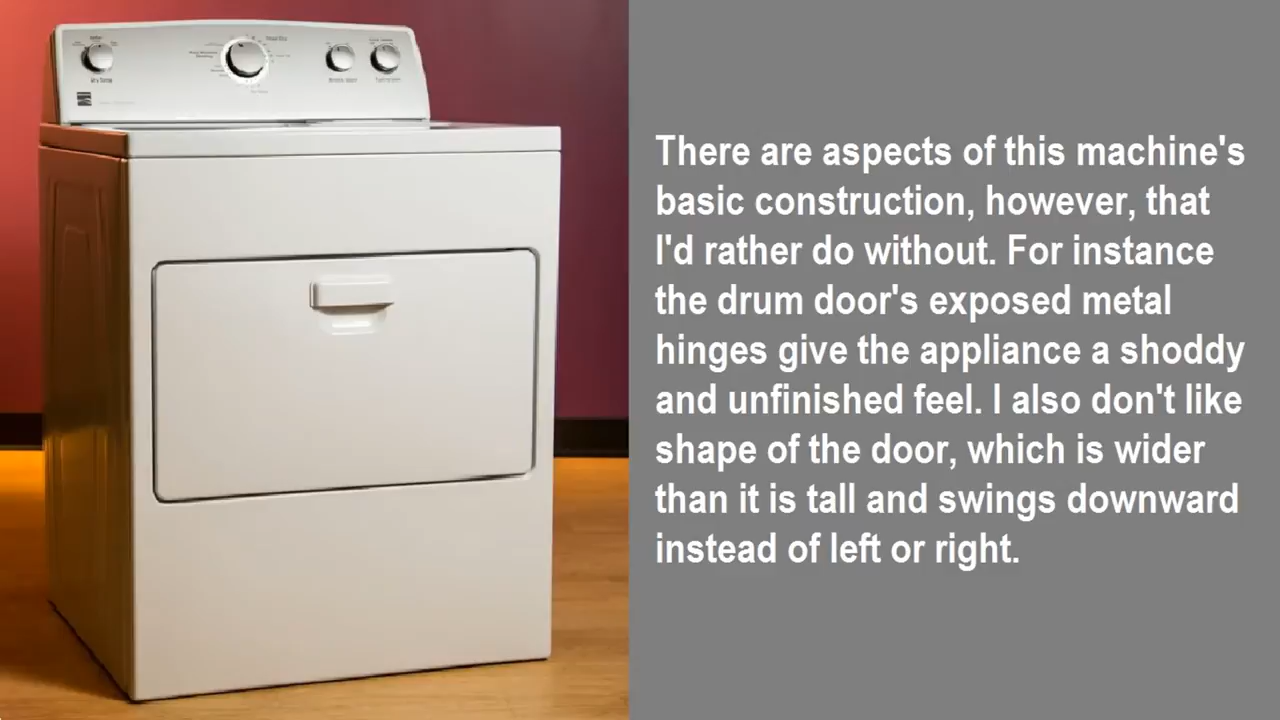 There are aspects of this machine's
basic construction, however, that
I'd rather do without. For instance
the drum door's exposed metal
hinges give the appliance a shoddy
and unfinished feel. I also don't like
shape of the door, which is wider
than it is tall and swings downward
instead of left or right.